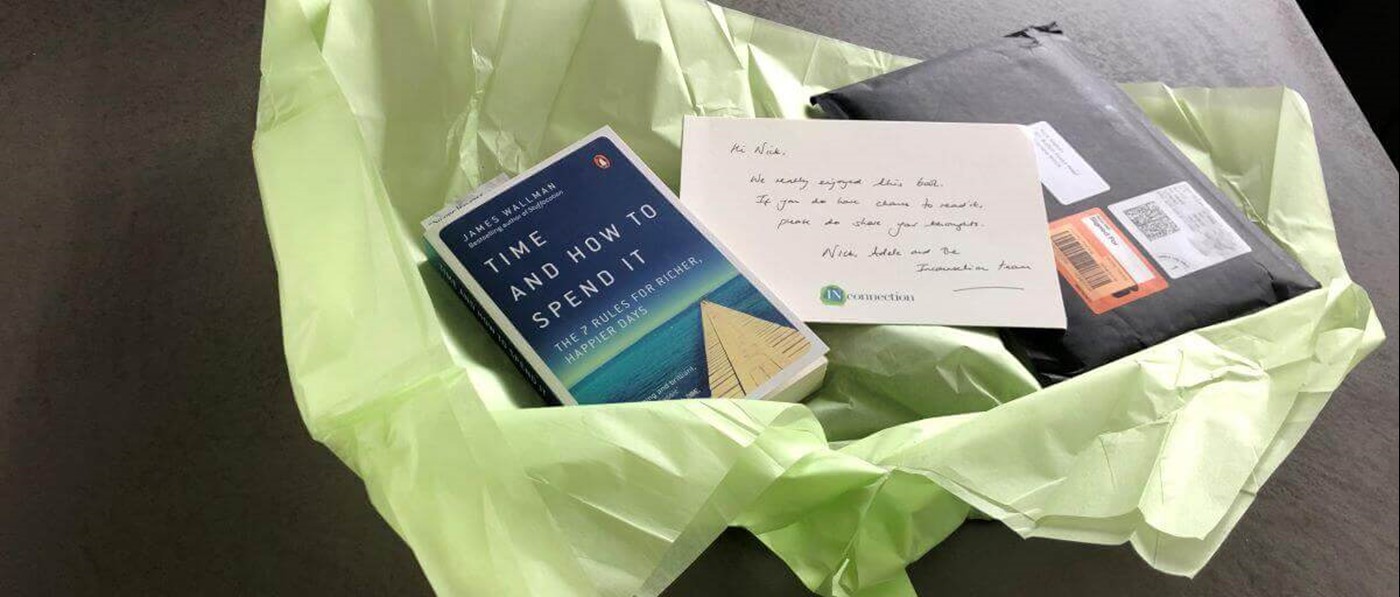 JAMES WALLMAN
Bestselling author of Stuffocation
TIME
AND HOW TO
SPEND IT
THE 7 RULES FOR RICHER,
HAPPIER DAYS
Hi Nick,
We really enjoyed this book.
If you do have chance to read it,
please do share your thoughts.
Nick, Adele and the
Inconnection team
INconnection
Signed For